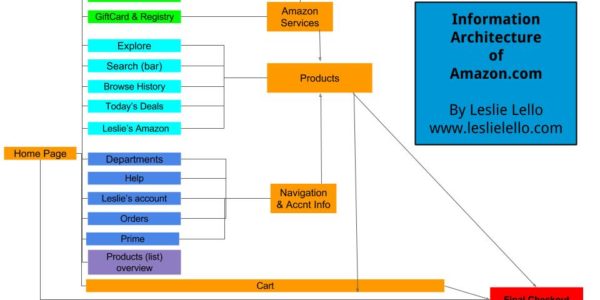 GiftCard & Registry
Amazon
Services
Explore
Search (bar)
Browse History
Today's Deals
Leslie's Amazon
Products
Home Page
Departments
Help
Leslie's account
Orders
Prime
Navigation
& Accnt Info
Products (list)
overview
Cart
Final Checkout
Information
Architecture
of
Amazon.com
By Leslie Lello
www.leslielello.com